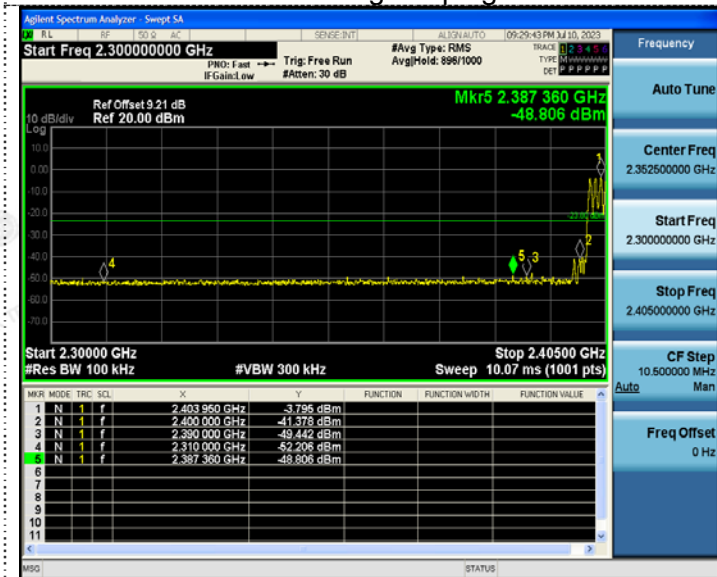 Agilent Spectrum Analyzer - Swept SA
RL RF 50 Ω AC SENSE:INT ALIGN AUTO 09:29:43 PM Jul 10, 2023
Start Freq 2.300000000 GHz
PNO: Fast
IFGain:Low
Trig: Free Run
#Atten: 30 dB
#Avg Type: RMS
Avg|Hold: 896/1000
TRACE 1 2 3 4 5 6
TYPE M
DET P P P P P P
Ref Offset 9.21 dB
10 dB/div Ref 20.00 dBm
Log
Mkr5 2.387 360 GHz
-48.806 dBm
10.0
0.00
-10.0
-20.0
-30.0
-40.0
-50.0
-60.0
-70.0
1
2
5 3
4
Start 2.30000 GHz Stop 2.40500 GHz
#Res BW 100 kHz #VBW 300 kHz Sweep 10.07 ms (1001 pts)
MKR MODE TRC SCL X Y FUNCTION FUNCTION WIDTH FUNCTION VALUE
1 N 1 f 2.403 950 GHz -3.795 dBm
2 N 1 f 2.400 000 GHz -41.378 dBm
3 N 1 f 2.390 000 GHz -49.442 dBm
4 N 1 f 2.310 000 GHz -52.206 dBm
5 N 1 f 2.387 360 GHz -48.806 dBm
6
7
8
9
10
11
MSG STATUS
Frequency
Auto Tune
Center Freq
2.352500000 GHz
Start Freq
2.300000000 GHz
Stop Freq
2.405000000 GHz
CF Step
10.500000 MHz
Auto Man
Freq Offset
0 Hz